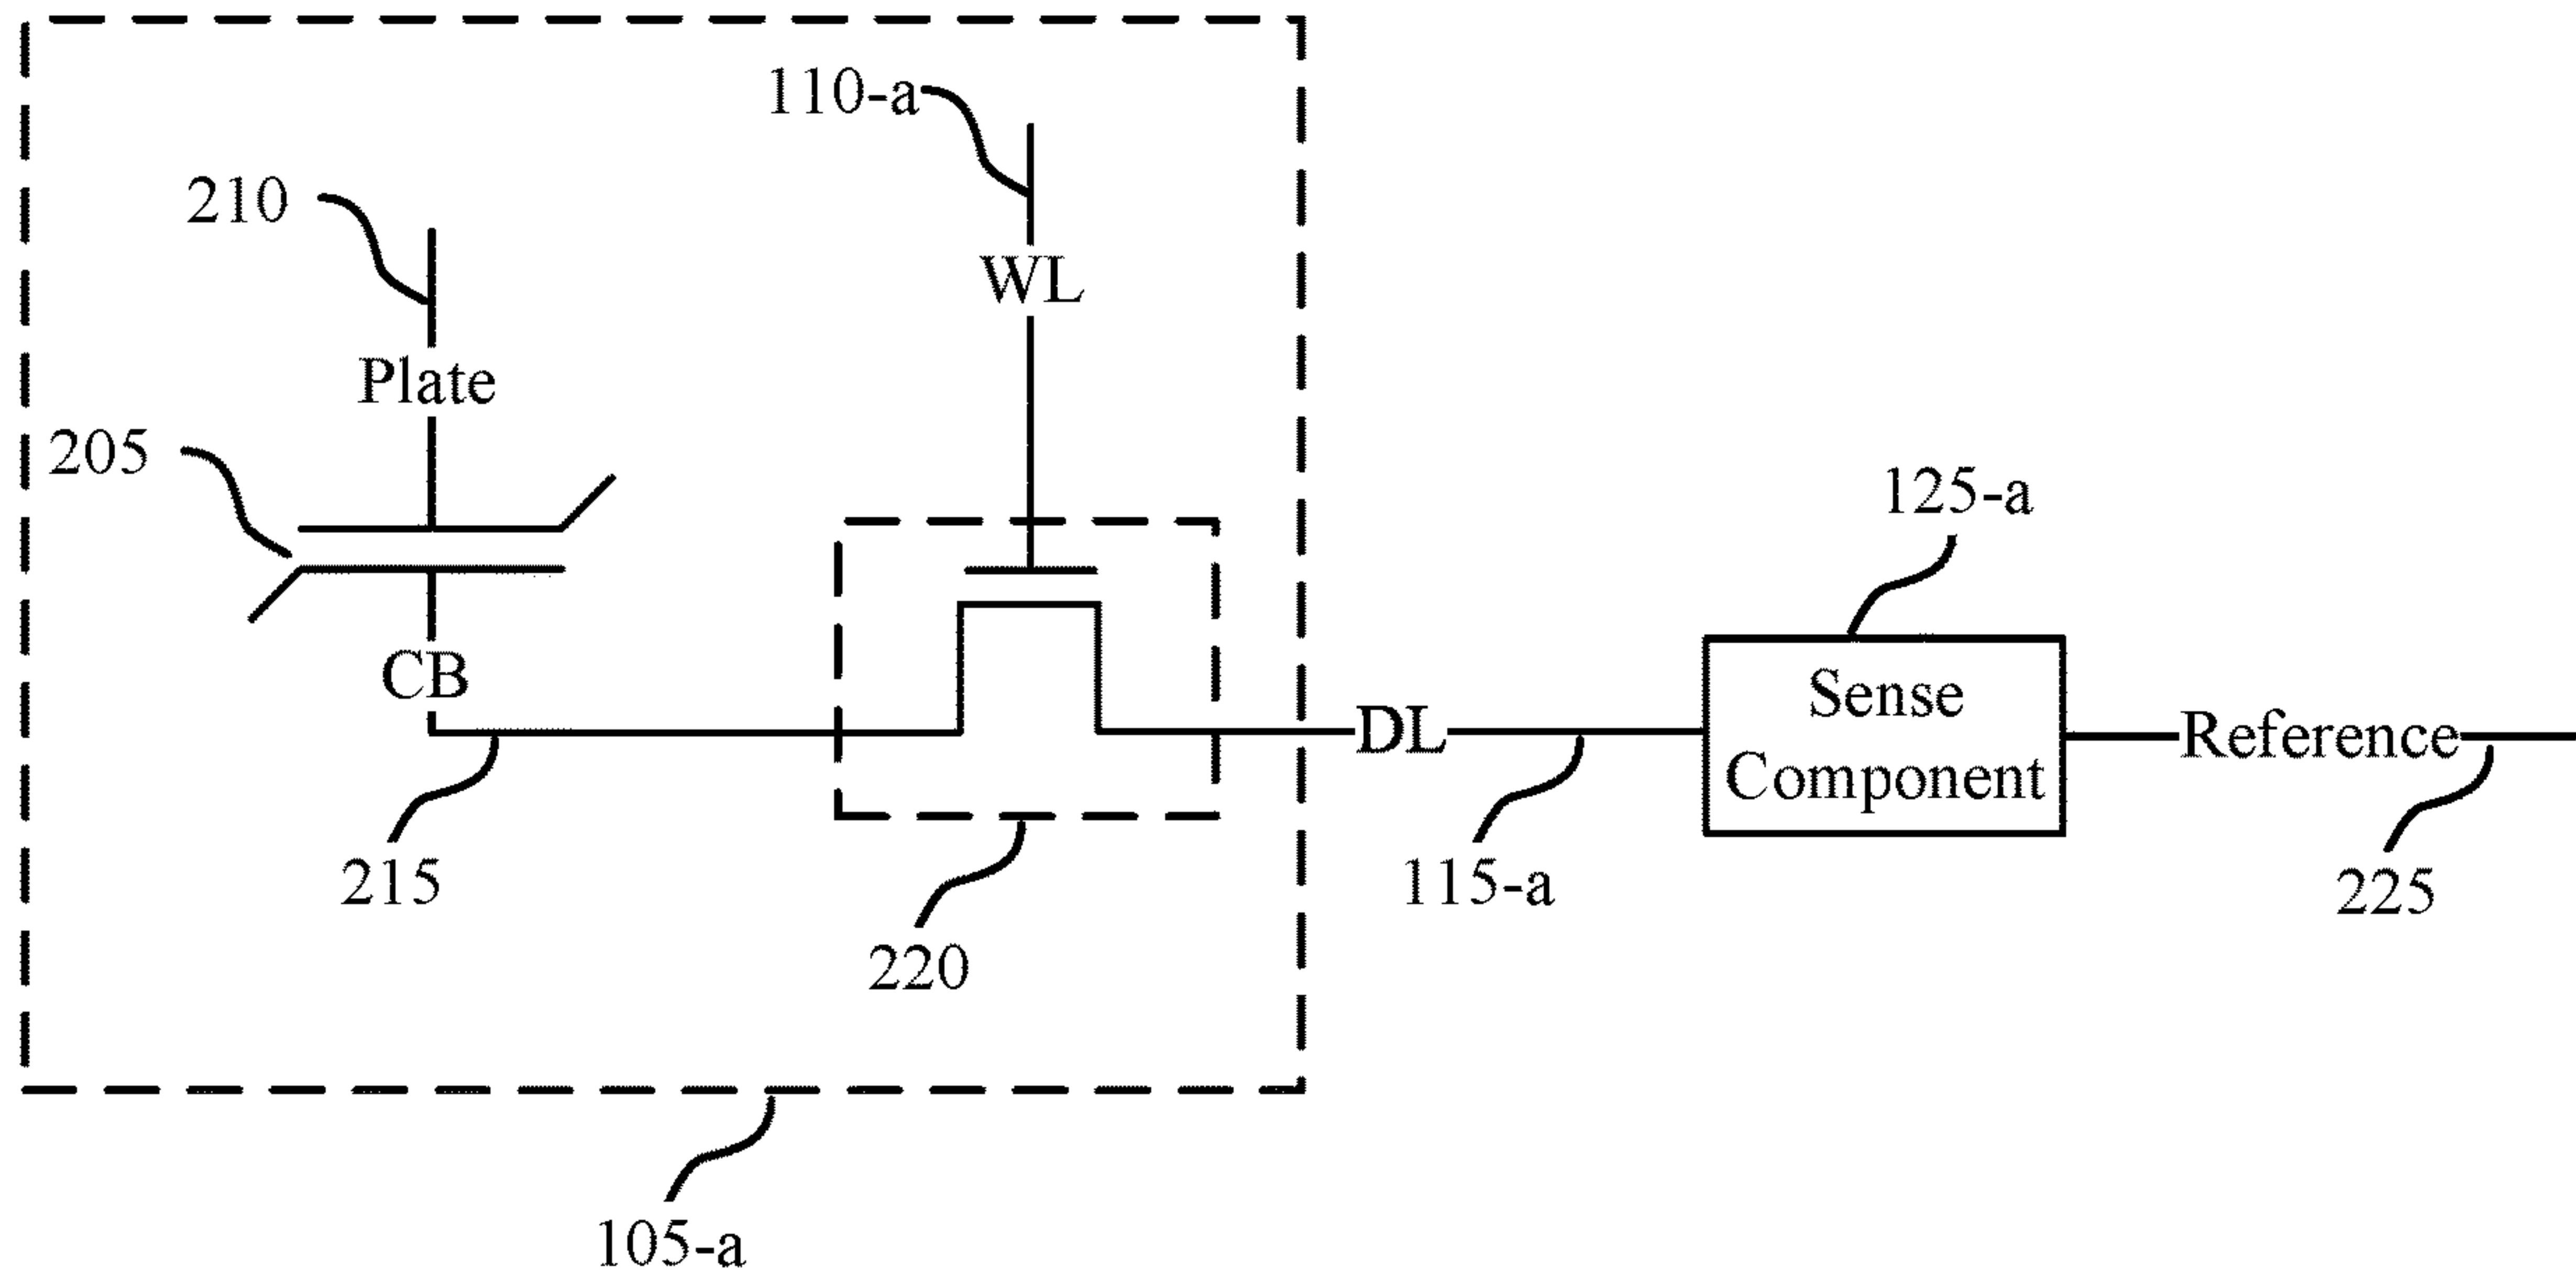 110-a
210
WL
Plate
205
125-a
CB
Sense
Component
DL
Reference
215
115-a
225
220
105-a